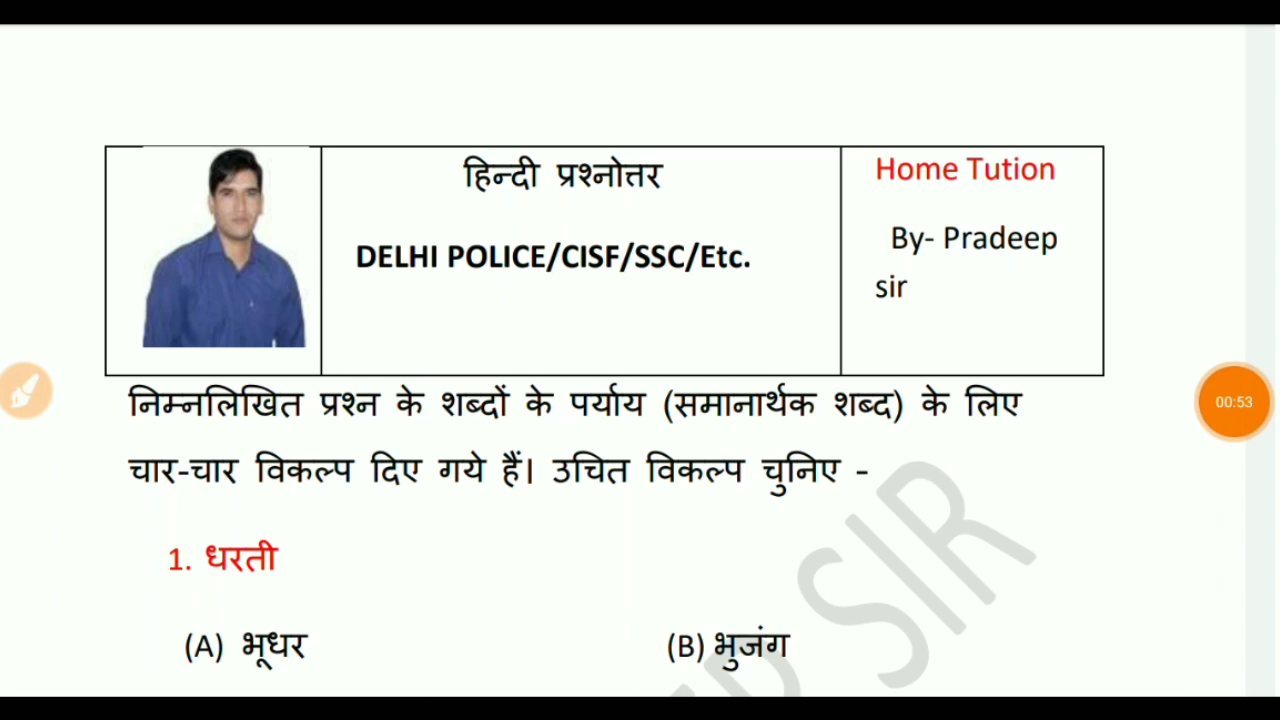 हिन्दी प्रश्नोत्तर
DELHI POLICE/CISF/SSC/Etc.
Home Tution
By- Pradeep
sir
निम्नलिखित प्रश्न के शब्दों के पर्याय (समानार्थक शब्द) के लिए
चार-चार विकल्प दिए गये हैं। उचित विकल्प चुनिए -
00:53
1. धरती
(A) भूधर (B) भुजंग
SIR